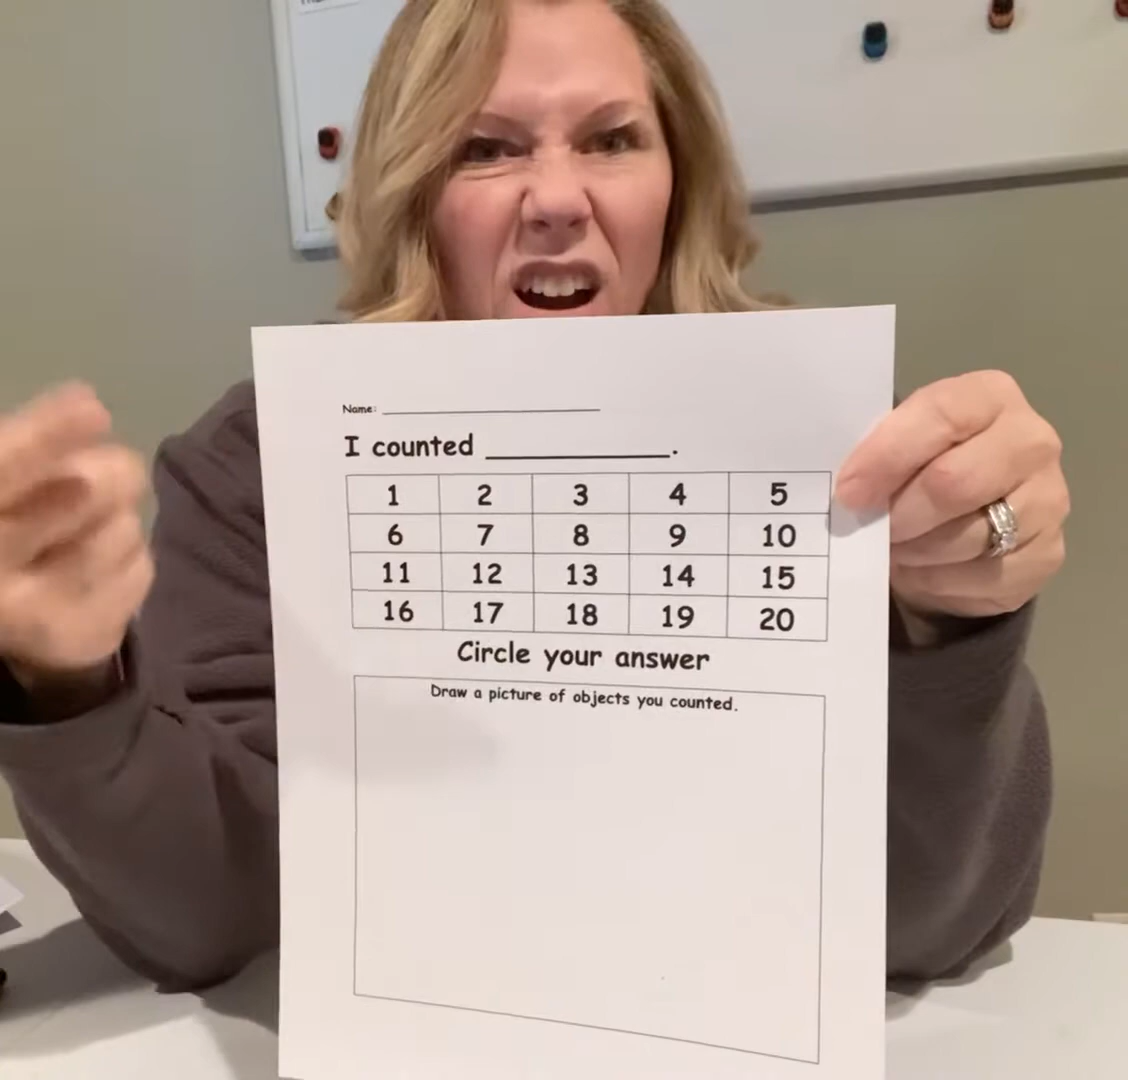 Name:
I counted .
1 2 3 4 5
6 7 8 9 10
11 12 13 14 15
16 17 18 19 20
Circle your answer
Draw a picture of objects you counted.